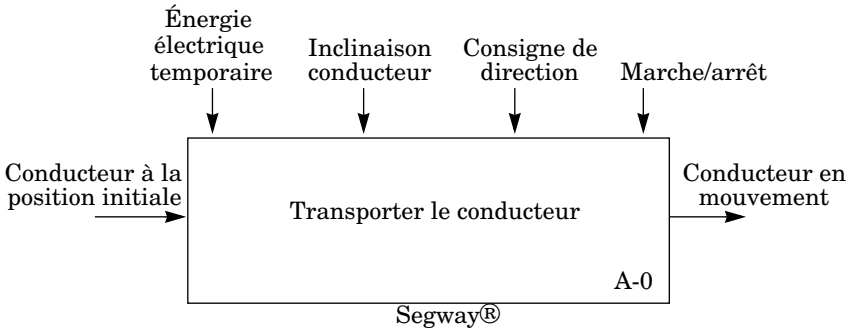 Énergie
électrique
temporaire
Inclinaison
conducteur
Consigne de
direction
Marche/arrêt
Conducteur à la
position initiale
Transporter le conducteur
Conducteur en
mouvement
A-0
Segway®